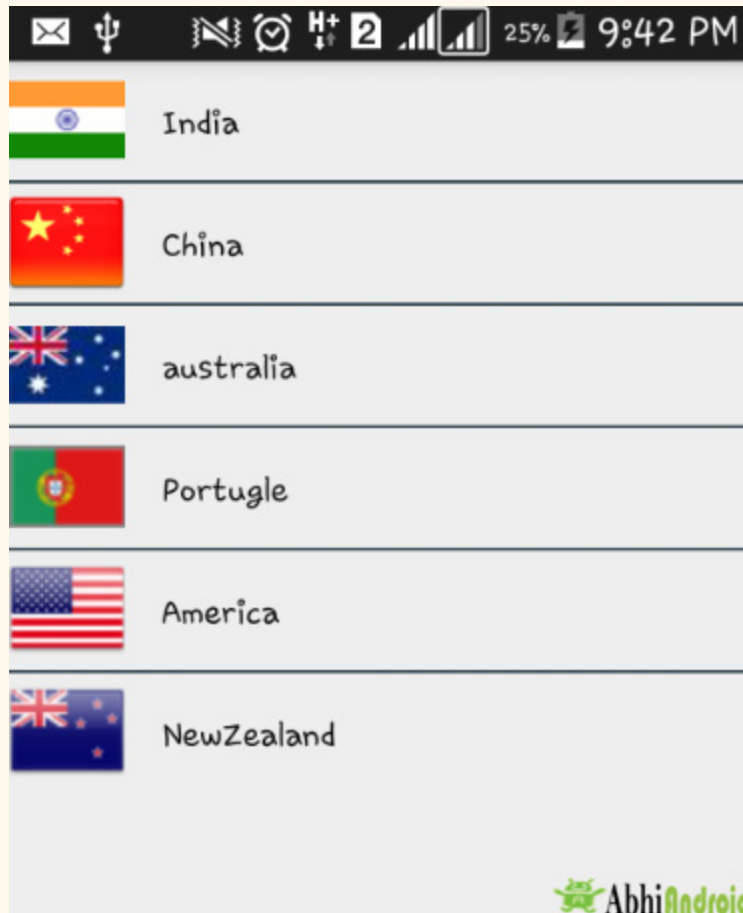 H+ 2 25% 9:42 PM
India
China
australia
Portugle
America
NewZealand
AbhiAndroid